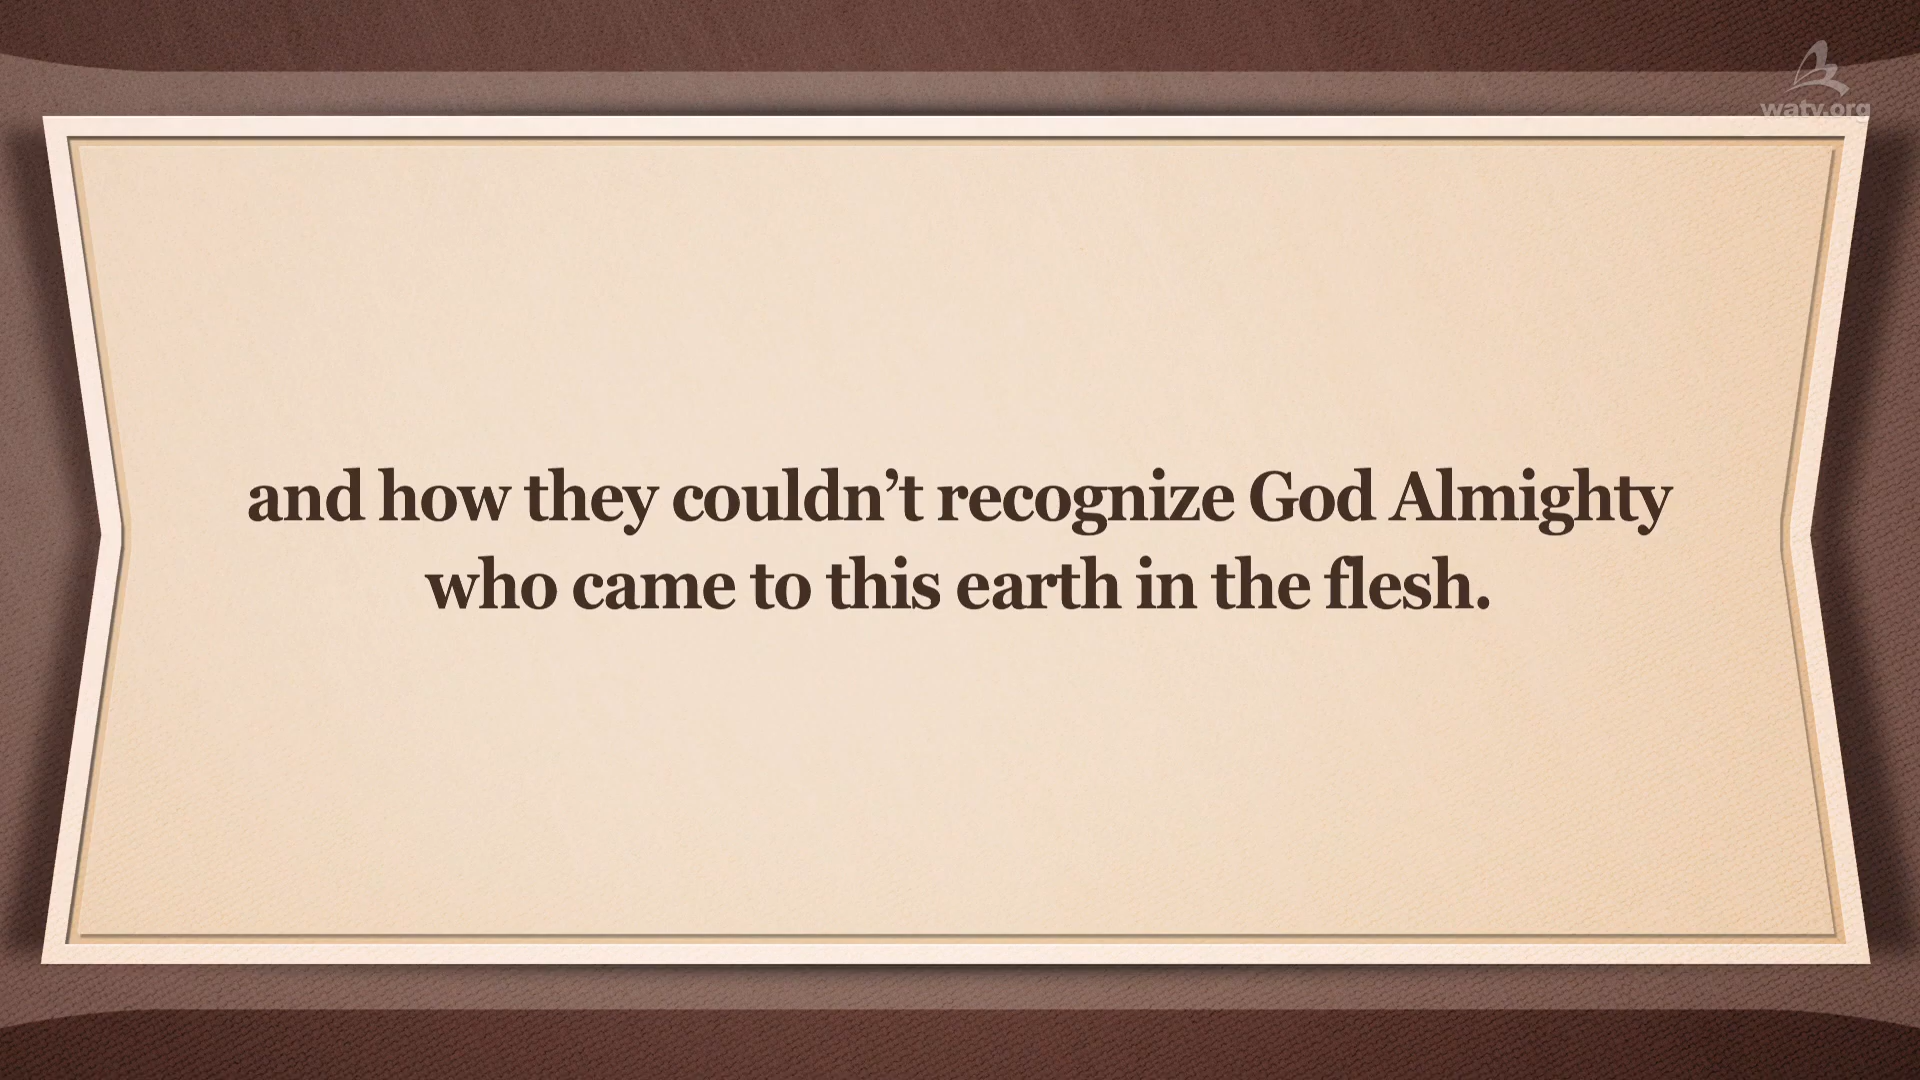 watv.org
and how they couldn’t recognize God Almighty
who came to this earth in the flesh.